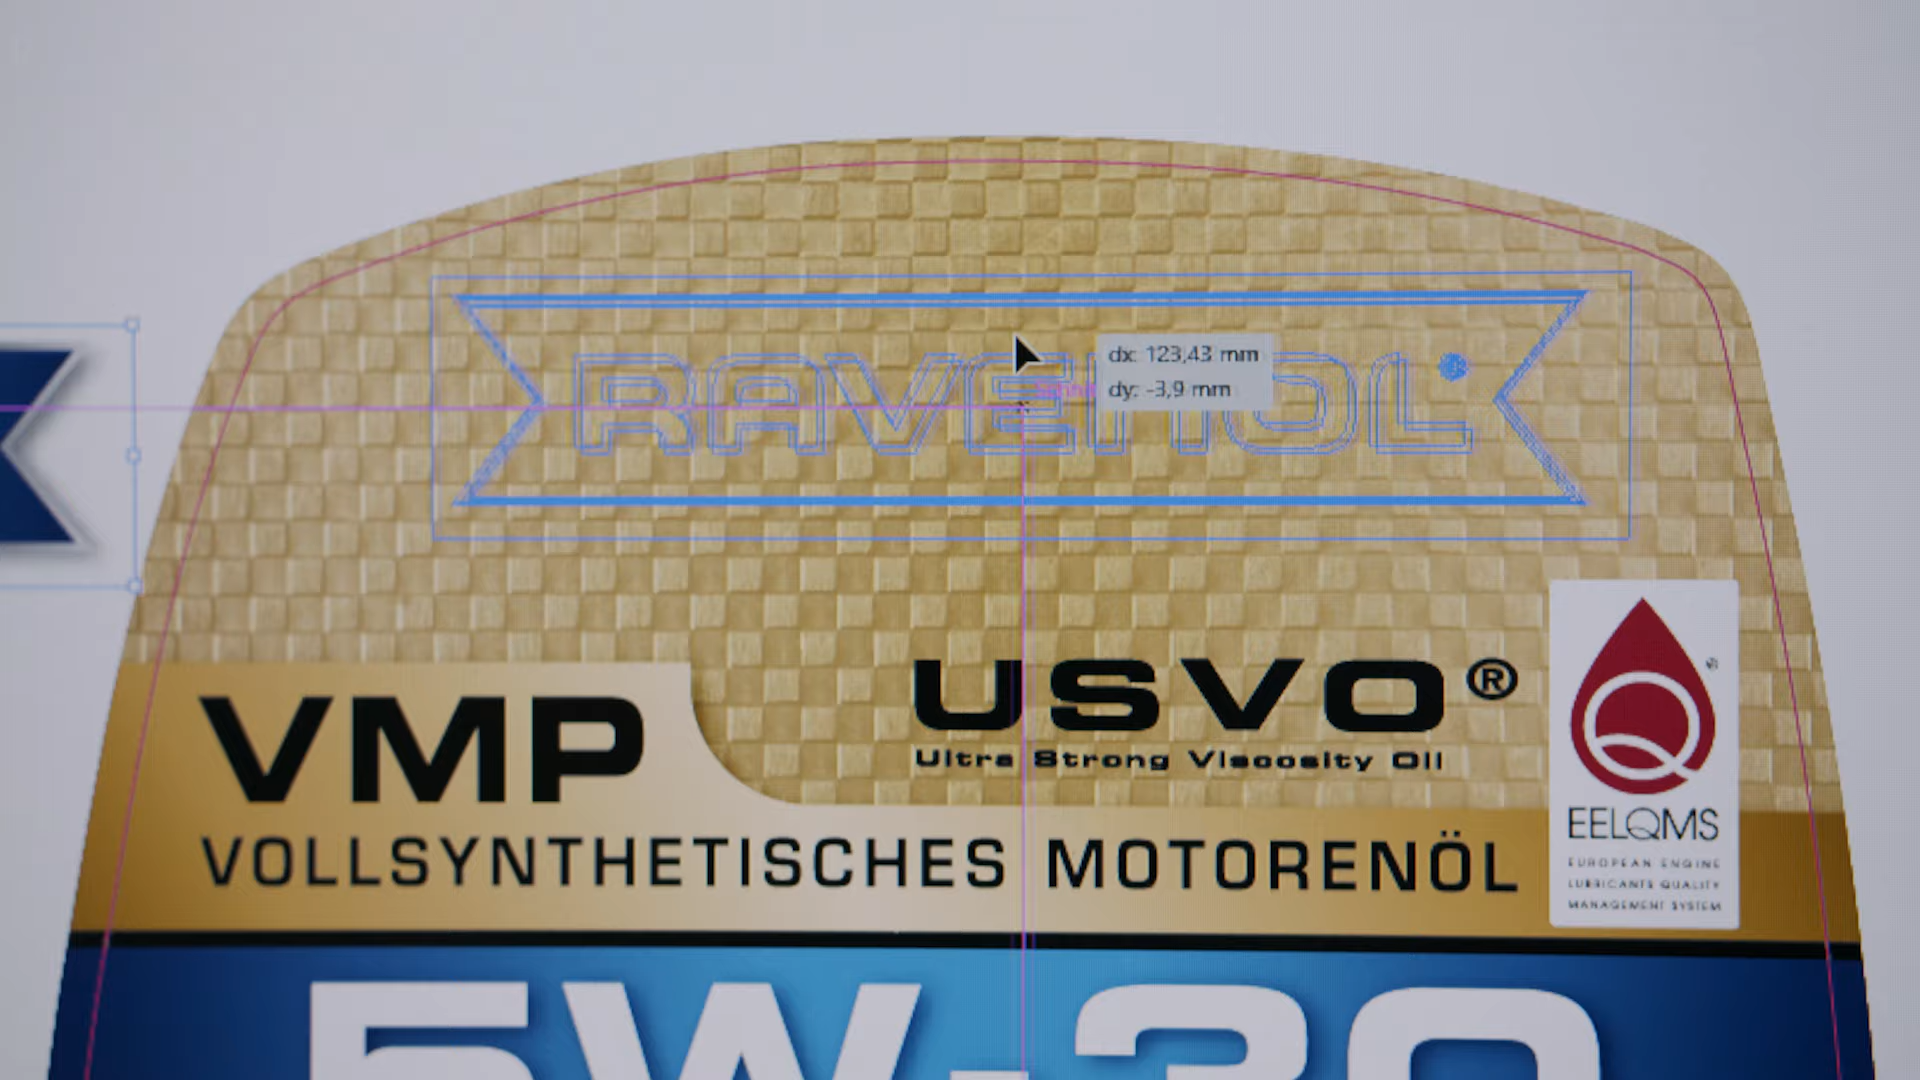 RAVENOL
dx: 123,43 mm
dy: -3,9 mm
USVO®
Ultra Strong Viscosity Oil
VMP
VOLLSYNTHETISCHES MOTORENÖL
EELQMS
EUROPEAN ENGINE
LUBRICANTS QUALITY
MANAGEMENT SYSTEM
5W-30